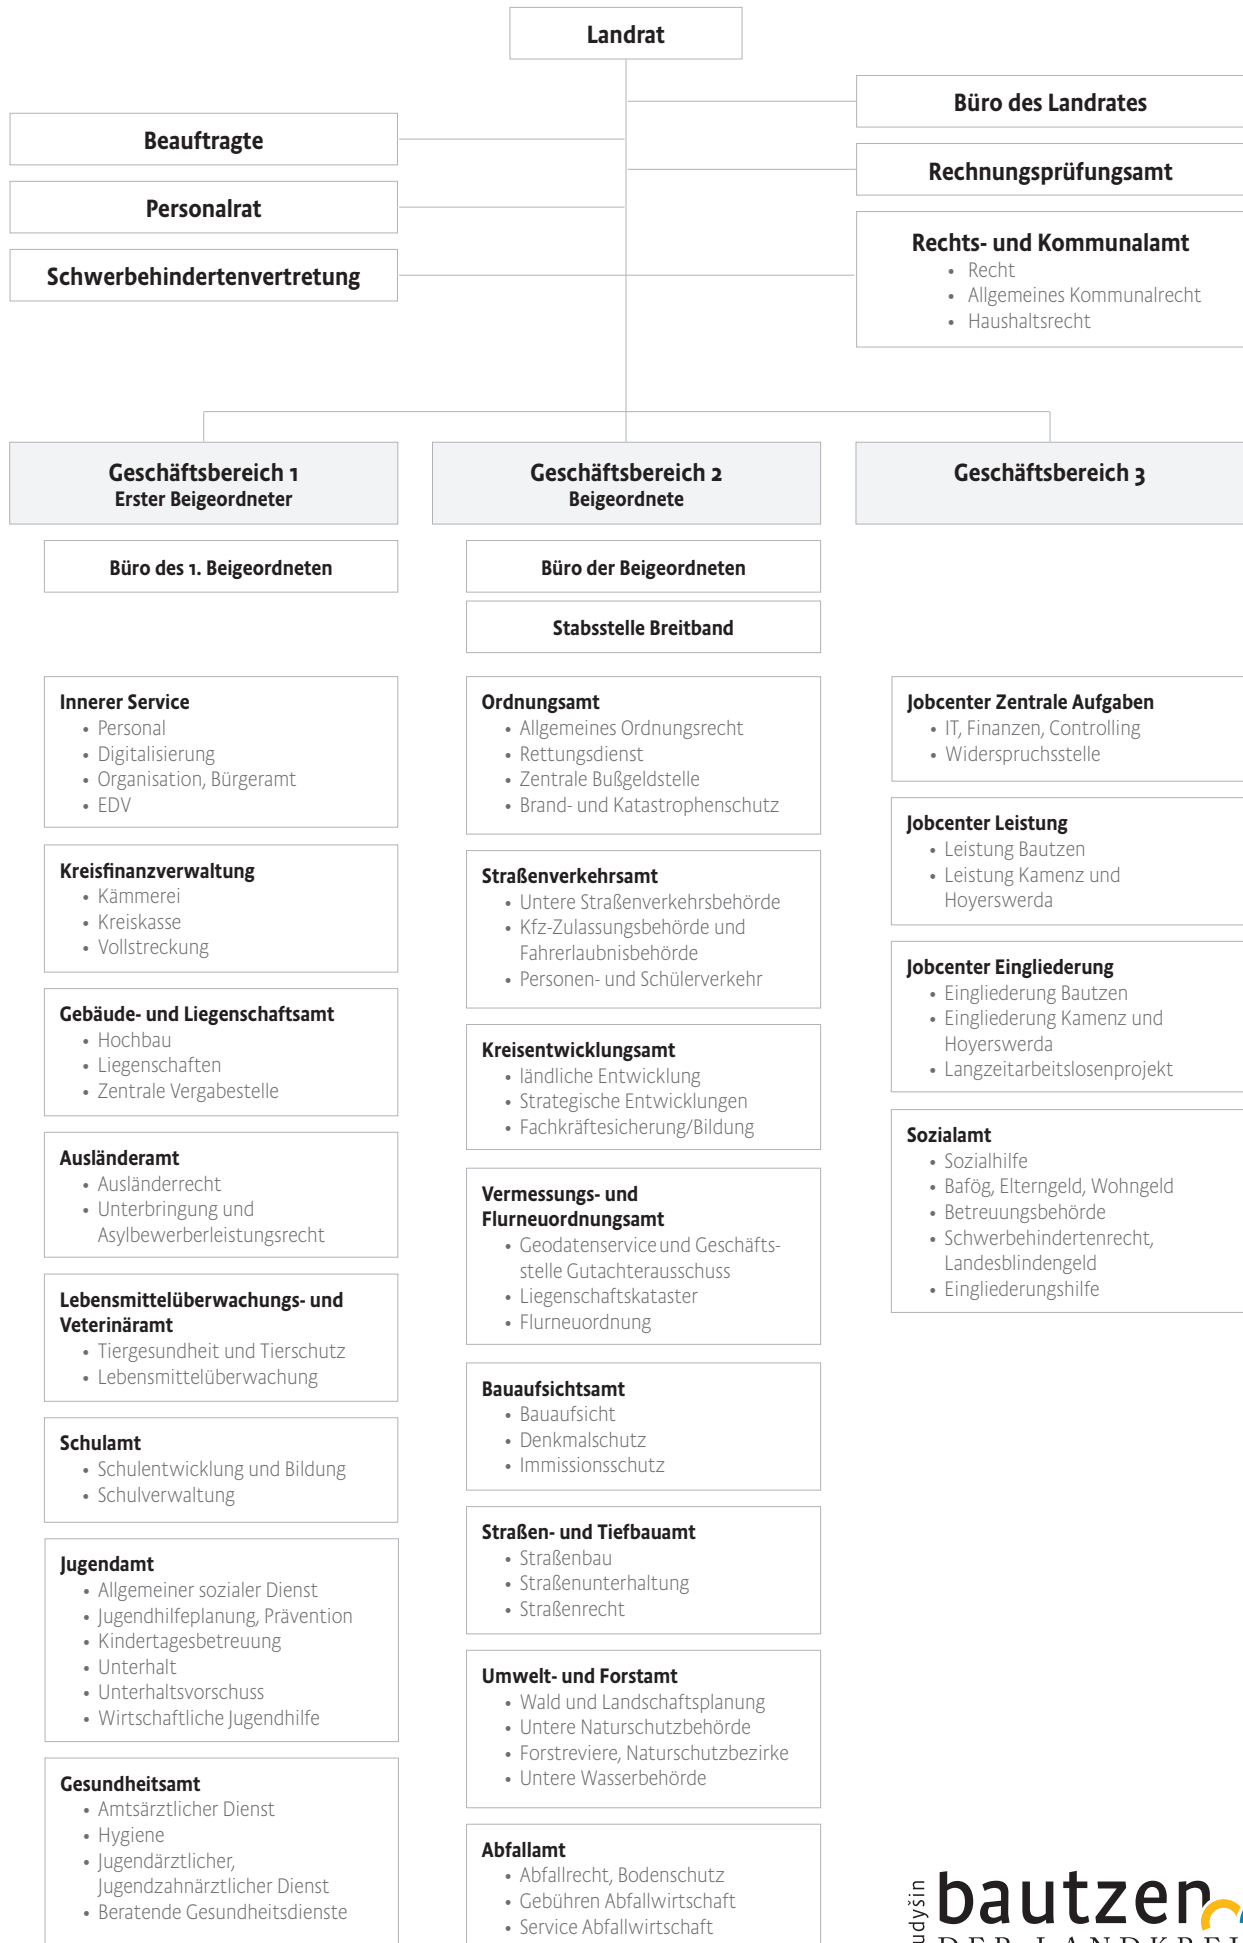 Landrat
Büro des Landrates
Beauftragte
Rechnungsprüfungsamt
Personalrat
Rechts- und Kommunalamt
• Recht
• Allgemeines Kommunalrecht
• Haushaltsrecht
Schwerbehindertenvertretung
Geschäftsbereich 1
Erster Beigeordneter
Büro des 1. Beigeordneten
Innerer Service
• Personal
• Digitalisierung
• Organisation, Bürgeramt
• EDV
Kreisfinanzverwaltung
• Kämmerei
• Kreiskasse
• Vollstreckung
Gebäude- und Liegenschaftsamt
• Hochbau
• Liegenschaften
• Zentrale Vergabestelle
Ausländeramt
• Ausländerrecht
• Unterbringung und
Asylbewerberleistungsrecht
Lebensmittelüberwachungs- und
Veterinäramt
• Tiergesundheit und Tierschutz
• Lebensmittelüberwachung
Schulamt
• Schulentwicklung und Bildung
• Schulverwaltung
Jugendamt
• Allgemeiner sozialer Dienst
• Jugendhilfeplanung, Prävention
• Kindertagesbetreuung
• Unterhalt
• Unterhaltsvorschuss
• Wirtschaftliche Jugendhilfe
Gesundheitsamt
• Amtsärztlicher Dienst
• Hygiene
• Jugendärztlicher,
Jugendzahnärztlicher Dienst
• Beratende Gesundheitsdienste
Geschäftsbereich 2
Beigeordnete
Büro der Beigeordneten
Stabsstelle Breitband
Ordnungsamt
• Allgemeines Ordnungsrecht
• Rettungsdienst
• Zentrale Bußgeldstelle
• Brand- und Katastrophenschutz
Straßenverkehrsamt
• Untere Straßenverkehrsbehörde
• Kfz-Zulassungsbehörde und
Fahrerlaubnisbehörde
• Personen- und Schülerverkehr
Kreisentwicklungsamt
• ländliche Entwicklung
• Strategische Entwicklungen
• Fachkräftesicherung/Bildung
Vermessungs- und
Flurneuordnungsamt
• Geodatenservice und Geschäfts-
stelle Gutachterausschuss
• Liegenschaftskataster
• Flurneuordnung
Bauaufsichtsamt
• Bauaufsicht
• Denkmalschutz
• Immissionsschutz
Straßen- und Tiefbauamt
• Straßenbau
• Straßenunterhaltung
• Straßenrecht
Umwelt- und Forstamt
• Wald und Landschaftsplanung
• Untere Naturschutzbehörde
• Forstreviere, Naturschutzbezirke
• Untere Wasserbehörde
Abfallamt
• Abfallrecht, Bodenschutz
• Gebühren Abfallwirtschaft
• Service Abfallwirtschaft
Geschäftsbereich 3
Jobcenter Zentrale Aufgaben
• IT, Finanzen, Controlling
• Widerspruchsstelle
Jobcenter Leistung
• Leistung Bautzen
• Leistung Kamenz und
Hoyerswerda
Jobcenter Eingliederung
• Eingliederung Bautzen
• Eingliederung Kamenz und
Hoyerswerda
• Langzeitarbeitslosenprojekt
Sozialamt
• Sozialhilfe
• Bafög, Elterngeld, Wohngeld
• Betreuungsbehörde
• Schwerbehindertenrecht,
Landesblindengeld
• Eingliederungshilfe
udyšin
bautzen
DER LANDKREI